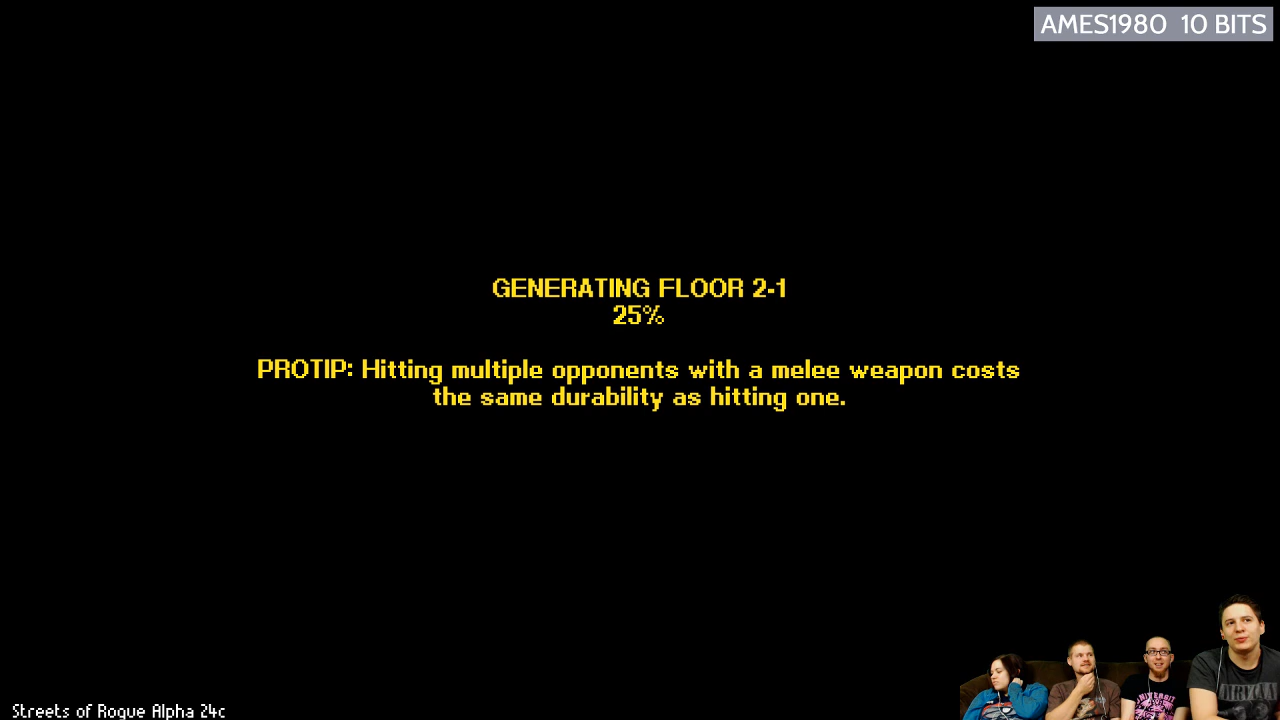 AMES1980 10 BITS
GENERATING FLOOR 2-1
25%
PROTIP: Hitting multiple opponents with a melee weapon costs
the same durability as hitting one.
NIRVANA
Streets of Rogue Alpha 24c